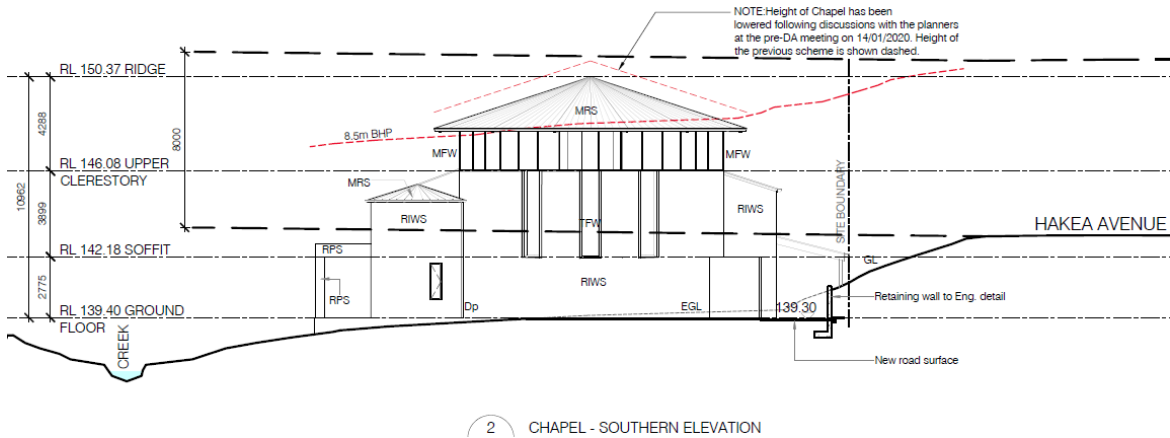 NOTE:Height of Chapel has been
lowered following discussions with the planners
at the pre-DA meeting on 14/01/2020. Height of
the previous scheme is shown dashed.
RL 150.37 RIDGE
4288
8000
MRS
8.5m BHP
MFW
MFW
RL 146.08 UPPER
CLERESTORY
10962
3899
MRS
RIWS
TFW
RIWS
SITE BOUNDARY
HAKEA AVENUE
RL 142.18 SOFFIT
RPS
GL
2775
RPS
RIWS
Retaining wall to Eng. detail
RL 139.40 GROUND
FLOOR
Dp
EGL
139.30
CREEK
New road surface
2
CHAPEL - SOUTHERN ELEVATION